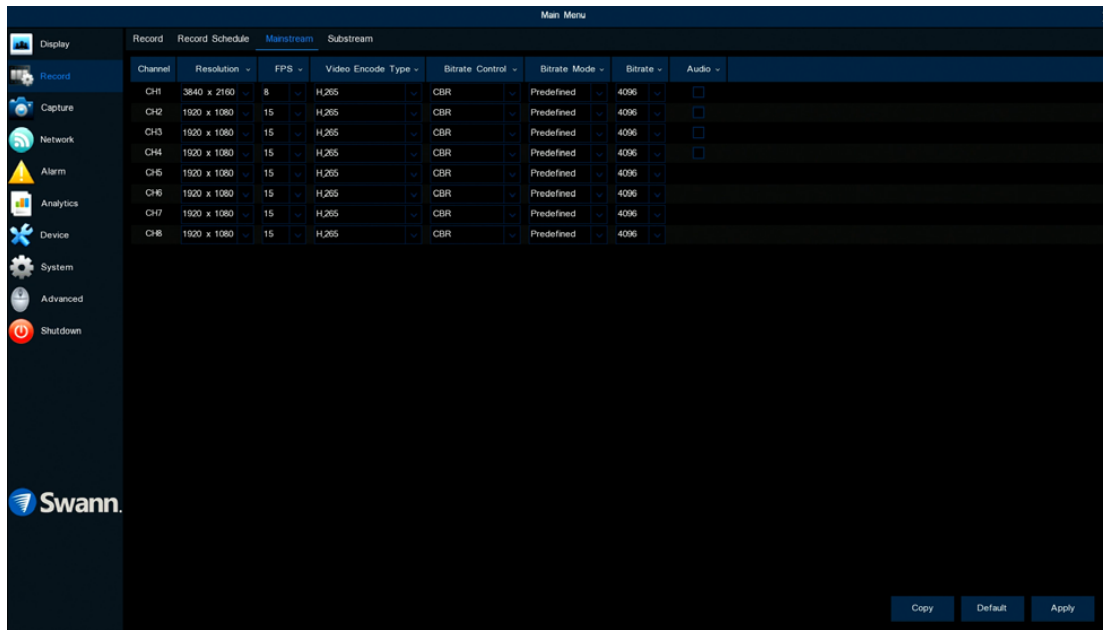 Main Menu
Display
Record
Capture
Network
Alarm
Analytics
Device
System
Advanced
Shutdown
Swann.
Record Record Schedule Mainstream Substream
Channel Resolution FPS Video Encode Type Bitrate Control Bitrate Mode Bitrate Audio
CH1 3840 x 2160 8 H.265 CBR Predefined 4096
CH2 1920 x 1080 15 H.265 CBR Predefined 4096
CH3 1920 x 1080 15 H.265 CBR Predefined 4096
CH4 1920 x 1080 15 H.265 CBR Predefined 4096
CH5 1920 x 1080 15 H.265 CBR Predefined 4096
CH6 1920 x 1080 15 H.265 CBR Predefined 4096
CH7 1920 x 1080 15 H.265 CBR Predefined 4096
CH8 1920 x 1080 15 H.265 CBR Predefined 4096
Copy Default Apply